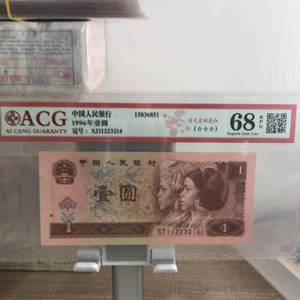 ACG
AI CANG GUARANTY
中国人民银行
1996年壹圆
冠号：SJ11223214
15836851
(☆☆☆)
68
EPQ
Superb Gem Unc
中国人民银行
壹圆
1
1